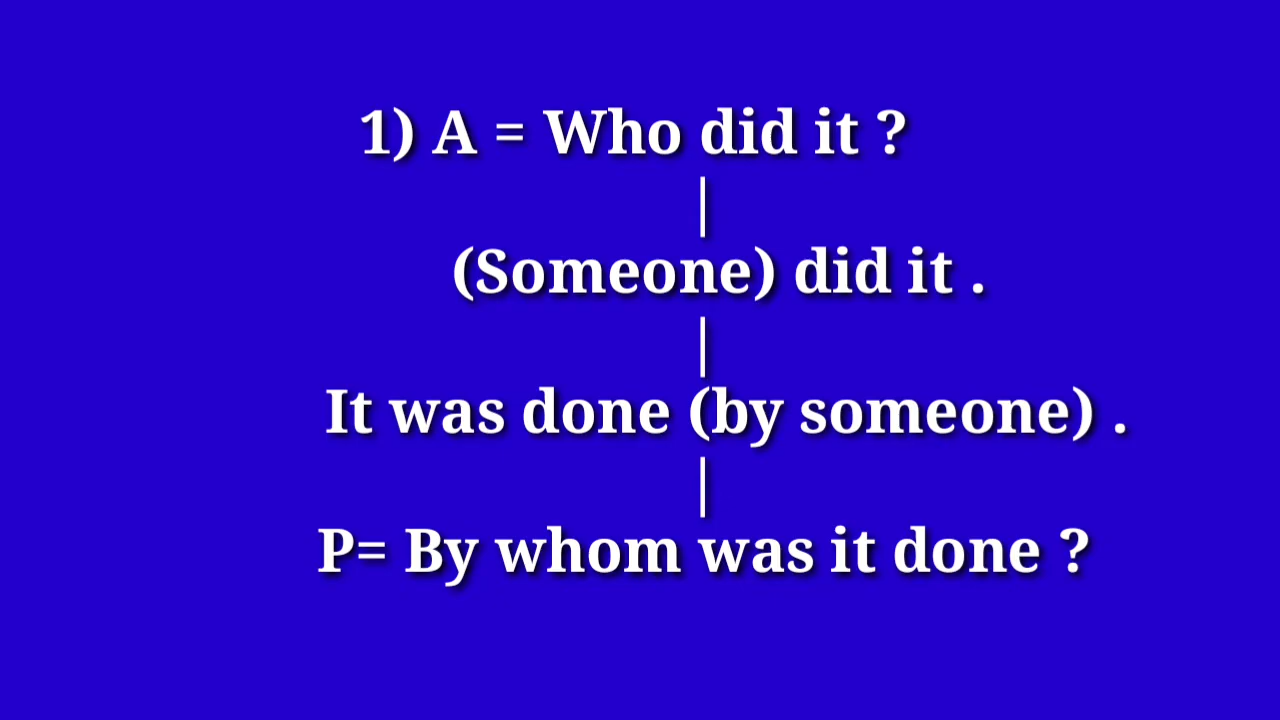 1) A = Who did it ?
|
(Someone) did it .
|
It was done (by someone) .
|
P= By whom was it done ?